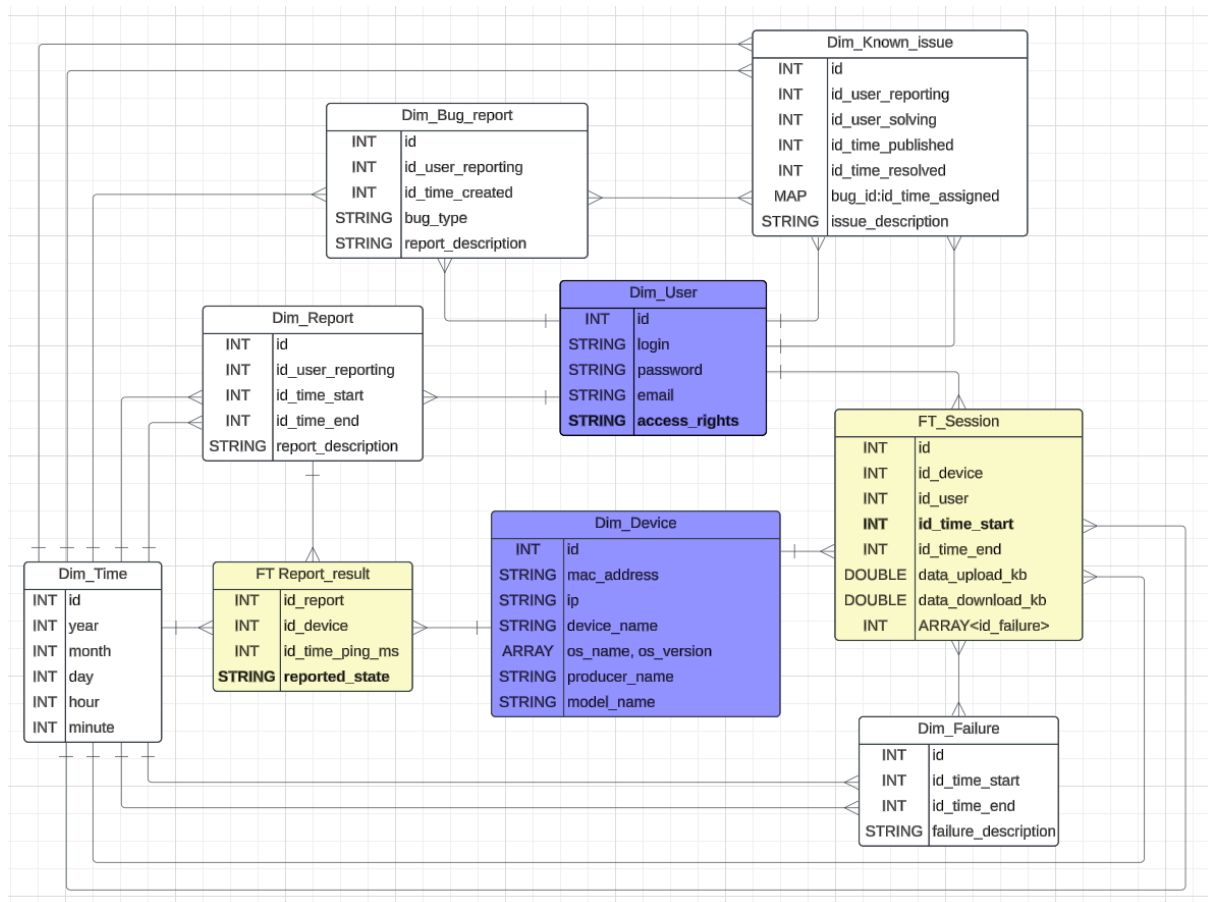 Dim_Known_issue
INT id
INT id_user_reporting
INT id_user_solving
INT id_time_published
INT id_time_resolved
MAP bug_id:id_time_assigned
STRING issue_description
Dim_Bug_report
INT id
INT id_user_reporting
INT id_time_created
STRING bug_type
STRING report_description
Dim_User
INT id
STRING login
STRING password
STRING email
STRING access_rights
Dim_Report
INT id
INT id_user_reporting
INT id_time_start
INT id_time_end
STRING report_description
FT_Session
INT id
INT id_device
INT id_user
INT id_time_start
INT id_time_end
DOUBLE data_upload_kb
DOUBLE data_download_kb
INT ARRAY<id_failure>
Dim_Device
INT id
STRING mac_address
STRING ip
STRING device_name
ARRAY os_name, os_version
STRING producer_name
STRING model_name
Dim_Time
INT id
INT year
INT month
INT day
INT hour
INT minute
FT Report_result
INT id_report
INT id_device
INT id_time_ping_ms
STRING reported_state
Dim_Failure
INT id
INT id_time_start
INT id_time_end
STRING failure_description